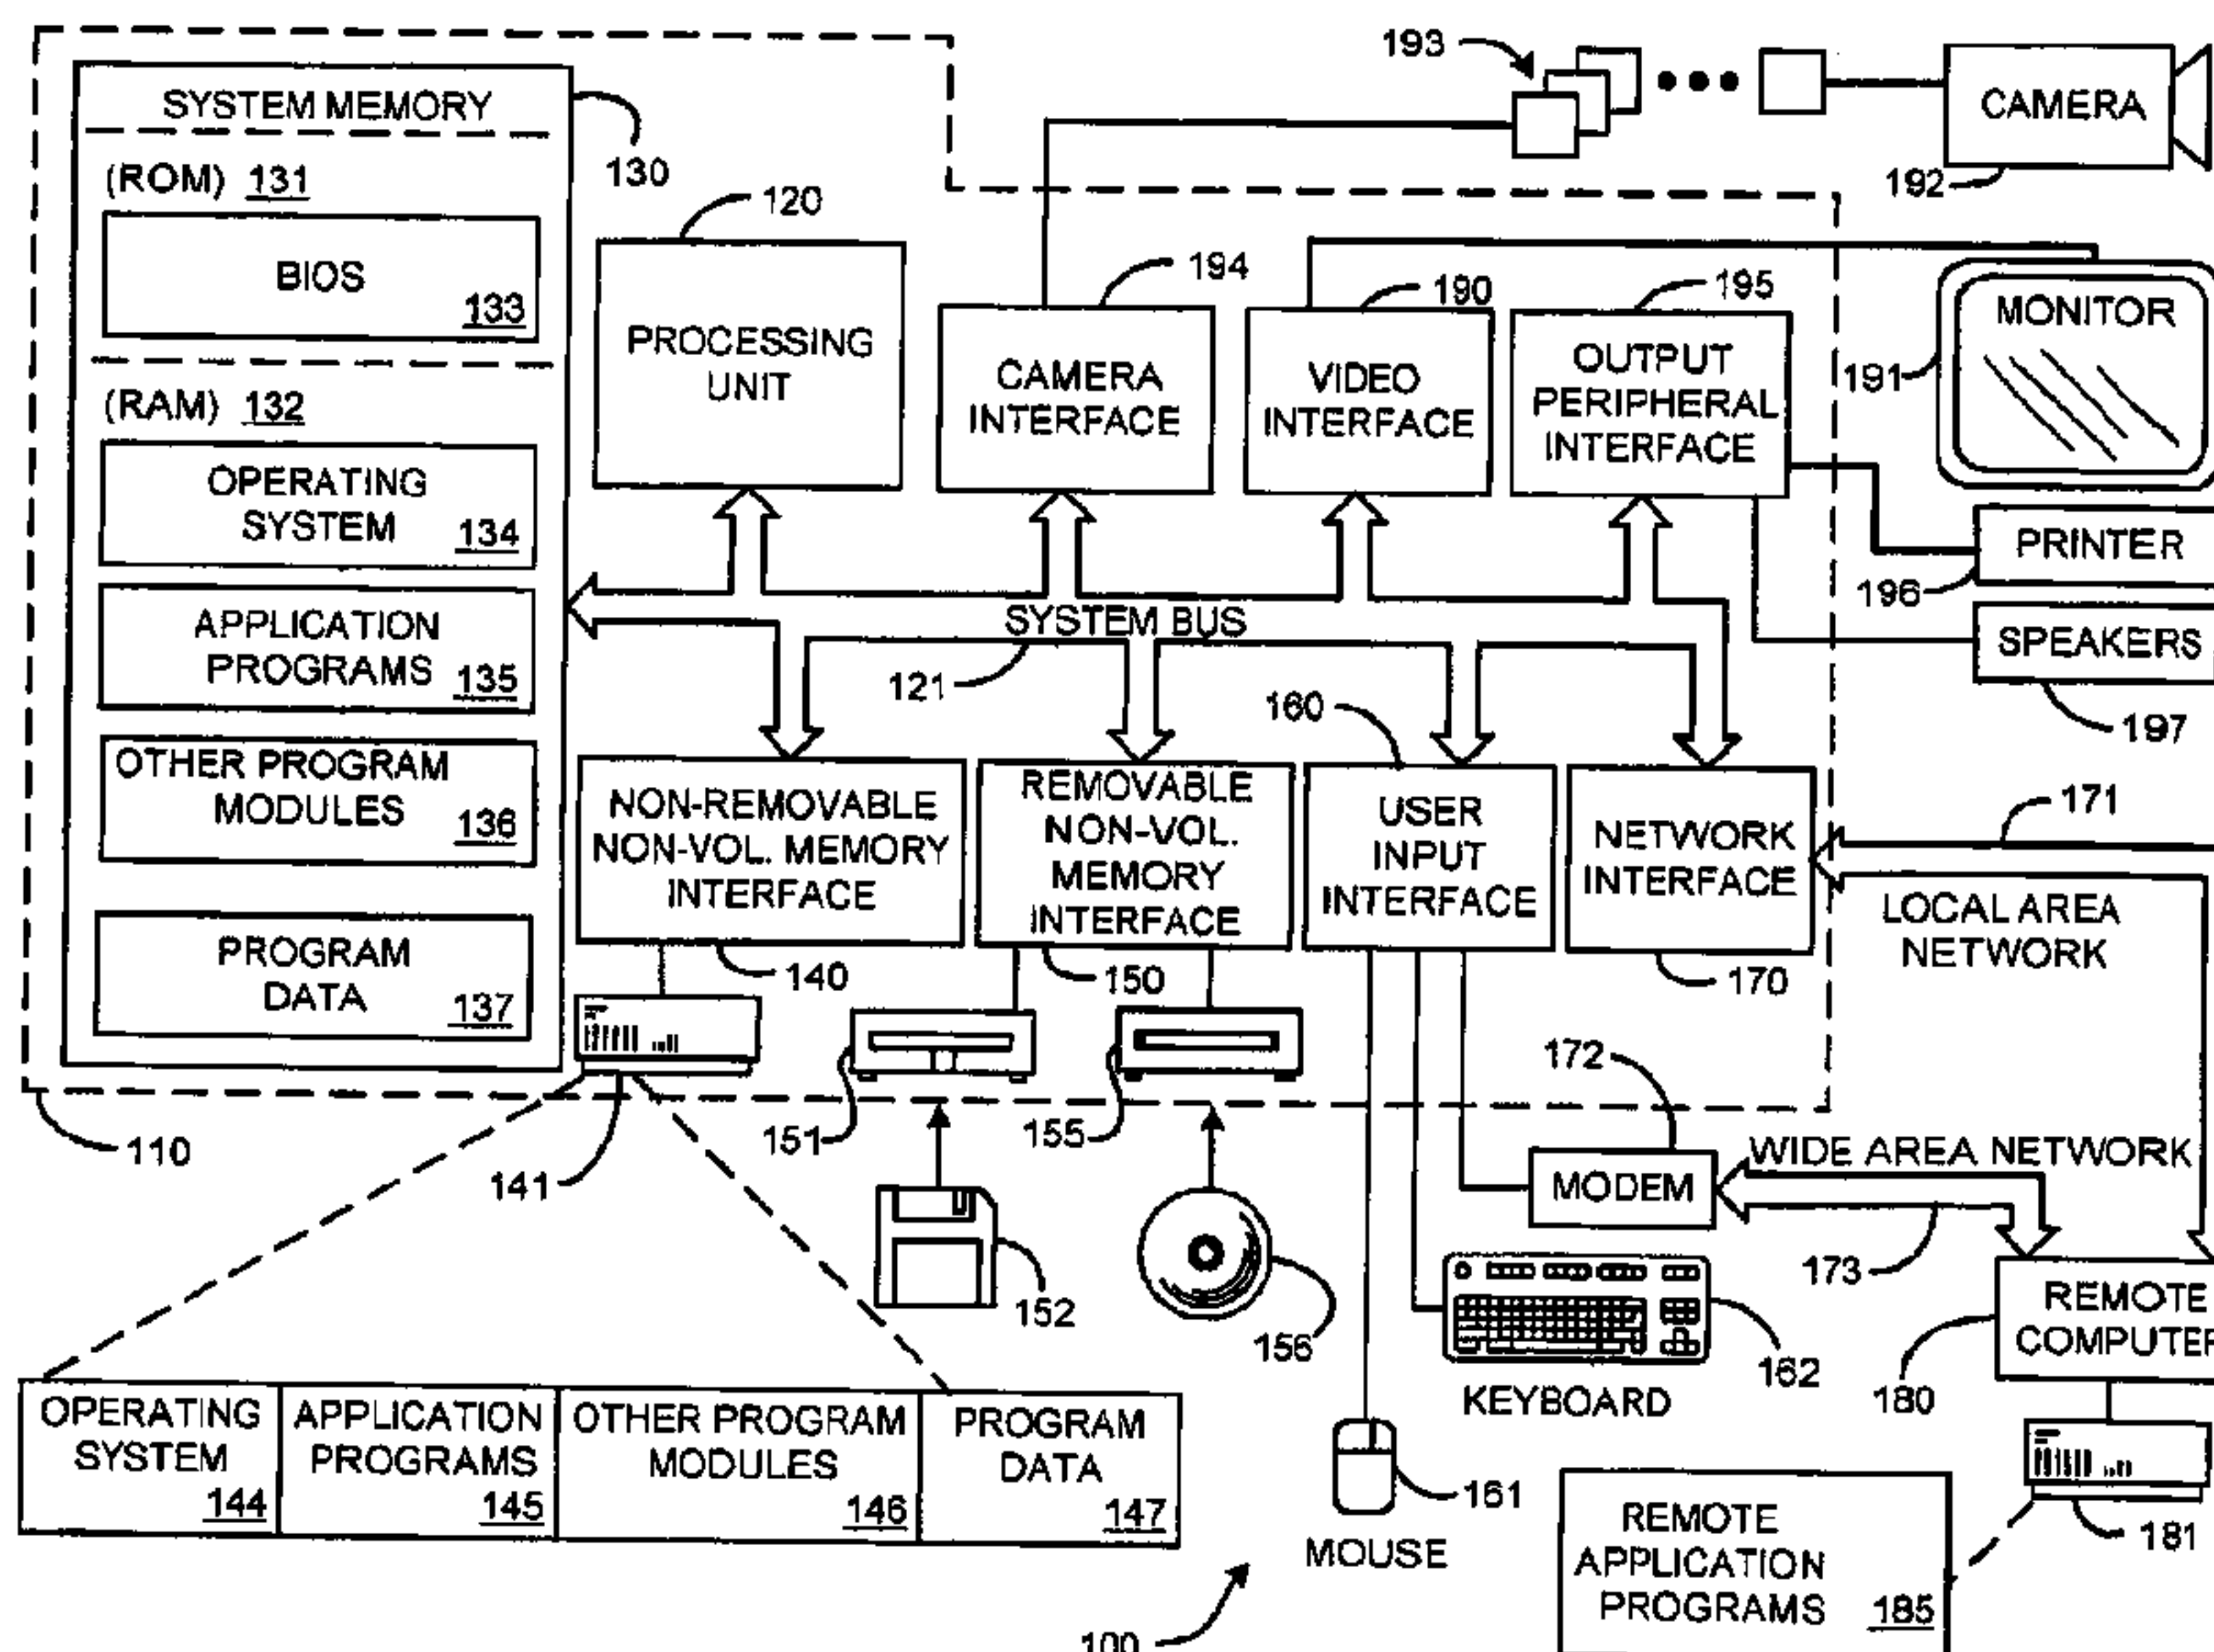 193
CAMERA
192
SYSTEM MEMORY
130
(ROM) 131
BIOS
133
(RAM) 132
OPERATING
SYSTEM
134
APPLICATION
PROGRAMS
135
OTHER PROGRAM
MODULES
136
PROGRAM
DATA
137
120
PROCESSING
UNIT
194
CAMERA
INTERFACE
190
VIDEO
INTERFACE
195
OUTPUT
PERIPHERAL
INTERFACE
MONITOR
191
PRINTER
196
SPEAKERS
197
SYSTEM BUS
121
NON-REMOVABLE
NON-VOL. MEMORY
INTERFACE
140
REMOVABLE
NON-VOL.
MEMORY
INTERFACE
150
160
USER
INPUT
INTERFACE
NETWORK
INTERFACE
170
171
LOCAL AREA
NETWORK
110
141
151
155
152
156
172
MODEM
WIDE AREA NETWORK
173
162
KEYBOARD
161
MOUSE
REMOTE
COMPUTER
180
181
OPERATING
SYSTEM
144
APPLICATION
PROGRAMS
145
OTHER PROGRAM
MODULES
146
PROGRAM
DATA
147
100
REMOTE
APPLICATION
PROGRAMS
185